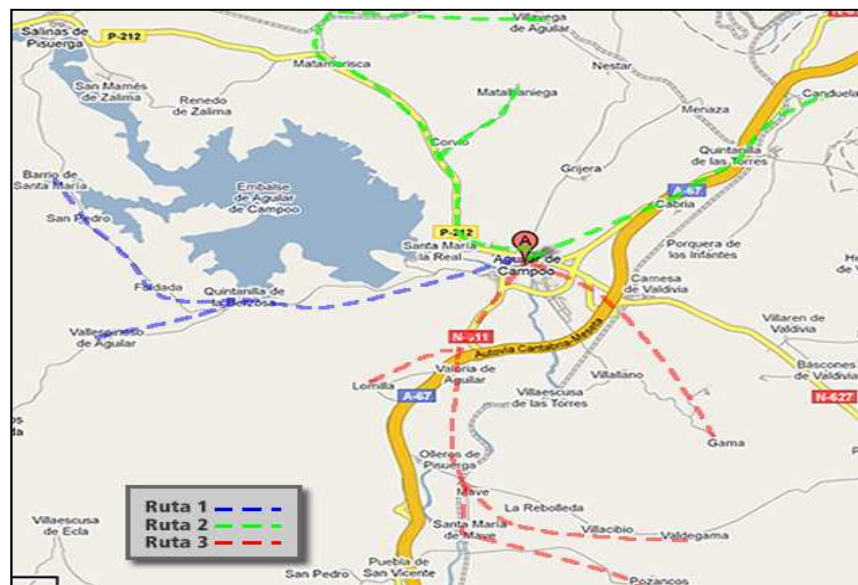 Salinas de
Pisuerga
P-212
Villavega
de Aguilar
N-6
Matamorisca
Nestar
San Mamés
de Zalima
Renedo
de Zalima
Matalbaniega
Menaza
Canduela
Corvio
Quintanilla
de las Torres
Barrio de
Santa María
Grijera
Embalse
de Aguilar
de Campoo
A-67
Cabria
San Pedro
P-212
A
Santa María
la Real
Aguilar de
Campoo
Porquera de
los Infantes
Foldada
Quintanilla de
la Berzosa
Camesa
de Valdivia
Vallespinoso
de Aguilar
N-611
Autovía Cantabria-Meseta
Villaren de
Valdivia
Valoria de
Aguilar
Lomilla
Villallano
Báscones
de Valdivia
A-67
Villaescusa
de las Torres
N-627
Gama
Olleros de
Pisuerga
Mave
La Rebolleda
Ruta 1
Ruta 2
Ruta 3
Villaescusa
de Ecla
Santa María
de Mave
Villacibio
Valdegama
San Pedro
Puebla de
San Vicente
Pozancos